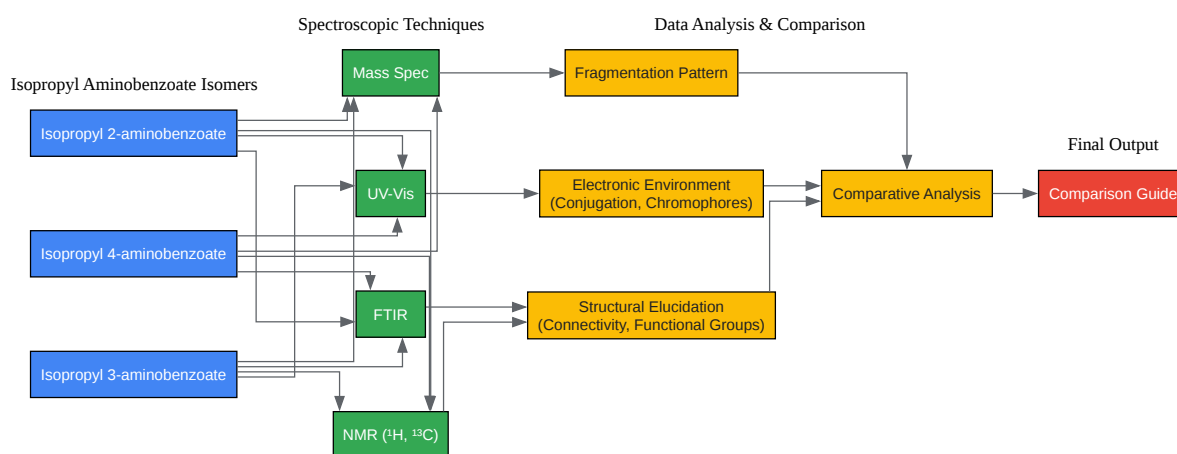 Spectroscopic Techniques
Data Analysis & Comparison
Mass Spec
Fragmentation Pattern
Isopropyl Aminobenzoate Isomers
Isopropyl 2-aminobenzoate
Final Output
UV-Vis
Electronic Environment
(Conjugation, Chromophores)
Comparative Analysis
Comparison Guide
Isopropyl 4-aminobenzoate
FTIR
Structural Elucidation
(Connectivity, Functional Groups)
Isopropyl 3-aminobenzoate
NMR (¹H, ¹³C)